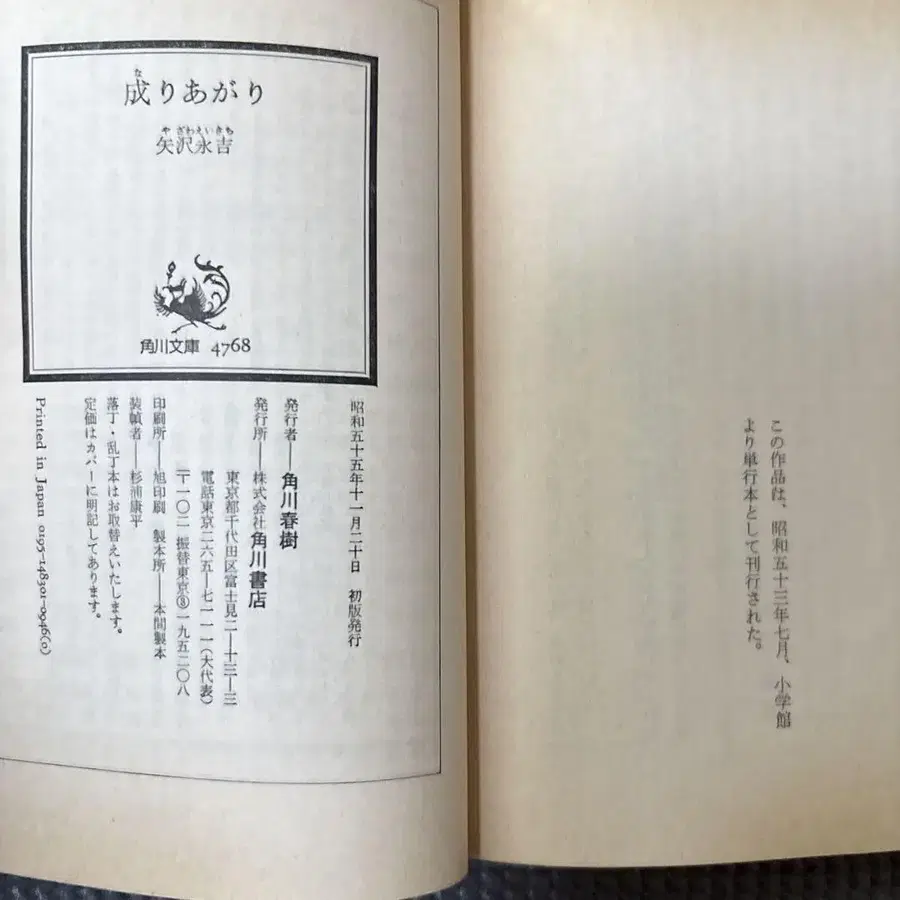 この作品は、昭和五十三年七月、小学館
より単行本として刊行された。
成りあがり
な
矢沢永吉
やざわえいきち
角川文庫 4768
昭和五十五年十一月二十日 初版発行
発行者——角川春樹
発行所——株式会社角川書店
東京都千代田区富士見二—十三—三
電話東京二六五—七一一一(大代表)
〒一〇二 振替東京③一九五二〇八
印刷所——旭印刷 製本所——本間製本
装幀者——杉浦康平
落丁・乱丁本はお取替えいたします。
定価はカバーに明記してあります。
Printed in Japan 0195-148301-0946(0)